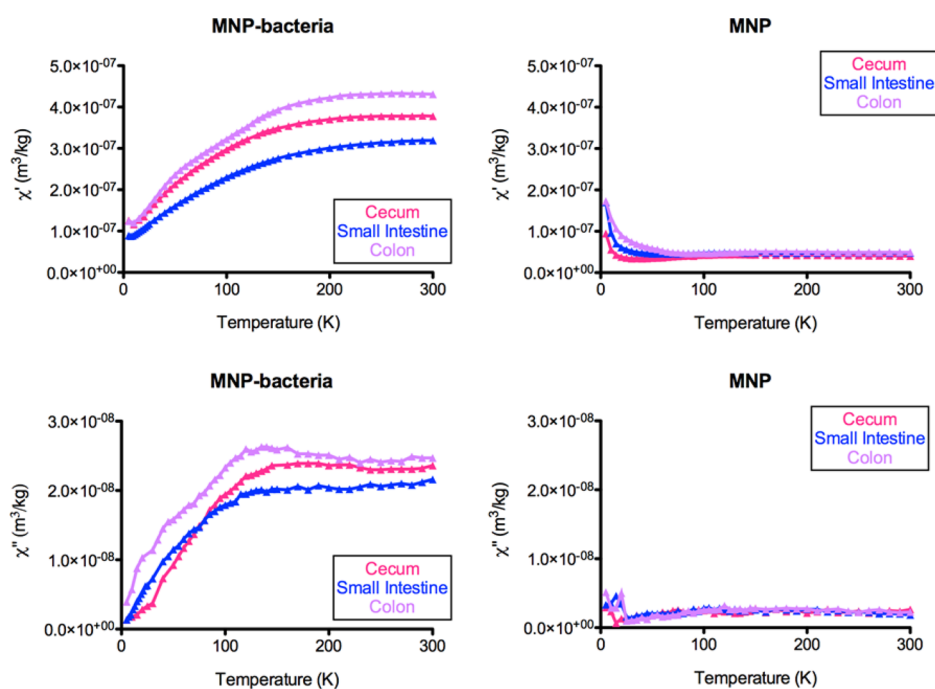 MNP-bacteria
χ' (m³/kg)
5.0×10⁻⁰⁷
4.0×10⁻⁰⁷
3.0×10⁻⁰⁷
2.0×10⁻⁰⁷
1.0×10⁻⁰⁷
0.0×10⁺⁰⁰
Cecum
Small Intestine
Colon
0 100 200 300
Temperature (K)
MNP
χ' (m³/kg)
5.0×10⁻⁰⁷
4.0×10⁻⁰⁷
3.0×10⁻⁰⁷
2.0×10⁻⁰⁷
1.0×10⁻⁰⁷
0.0×10⁺⁰⁰
Cecum
Small Intestine
Colon
0 100 200 300
Temperature (K)
MNP-bacteria
χ" (m³/kg)
3.0×10⁻⁰⁸
2.0×10⁻⁰⁸
1.0×10⁻⁰⁸
0.0×10⁺⁰⁰
Cecum
Small Intestine
Colon
0 100 200 300
Temperature (K)
MNP
χ" (m³/kg)
3.0×10⁻⁰⁸
2.0×10⁻⁰⁸
1.0×10⁻⁰⁸
0.0×10⁺⁰⁰
Cecum
Small Intestine
Colon
0 100 200 300
Temperature (K)